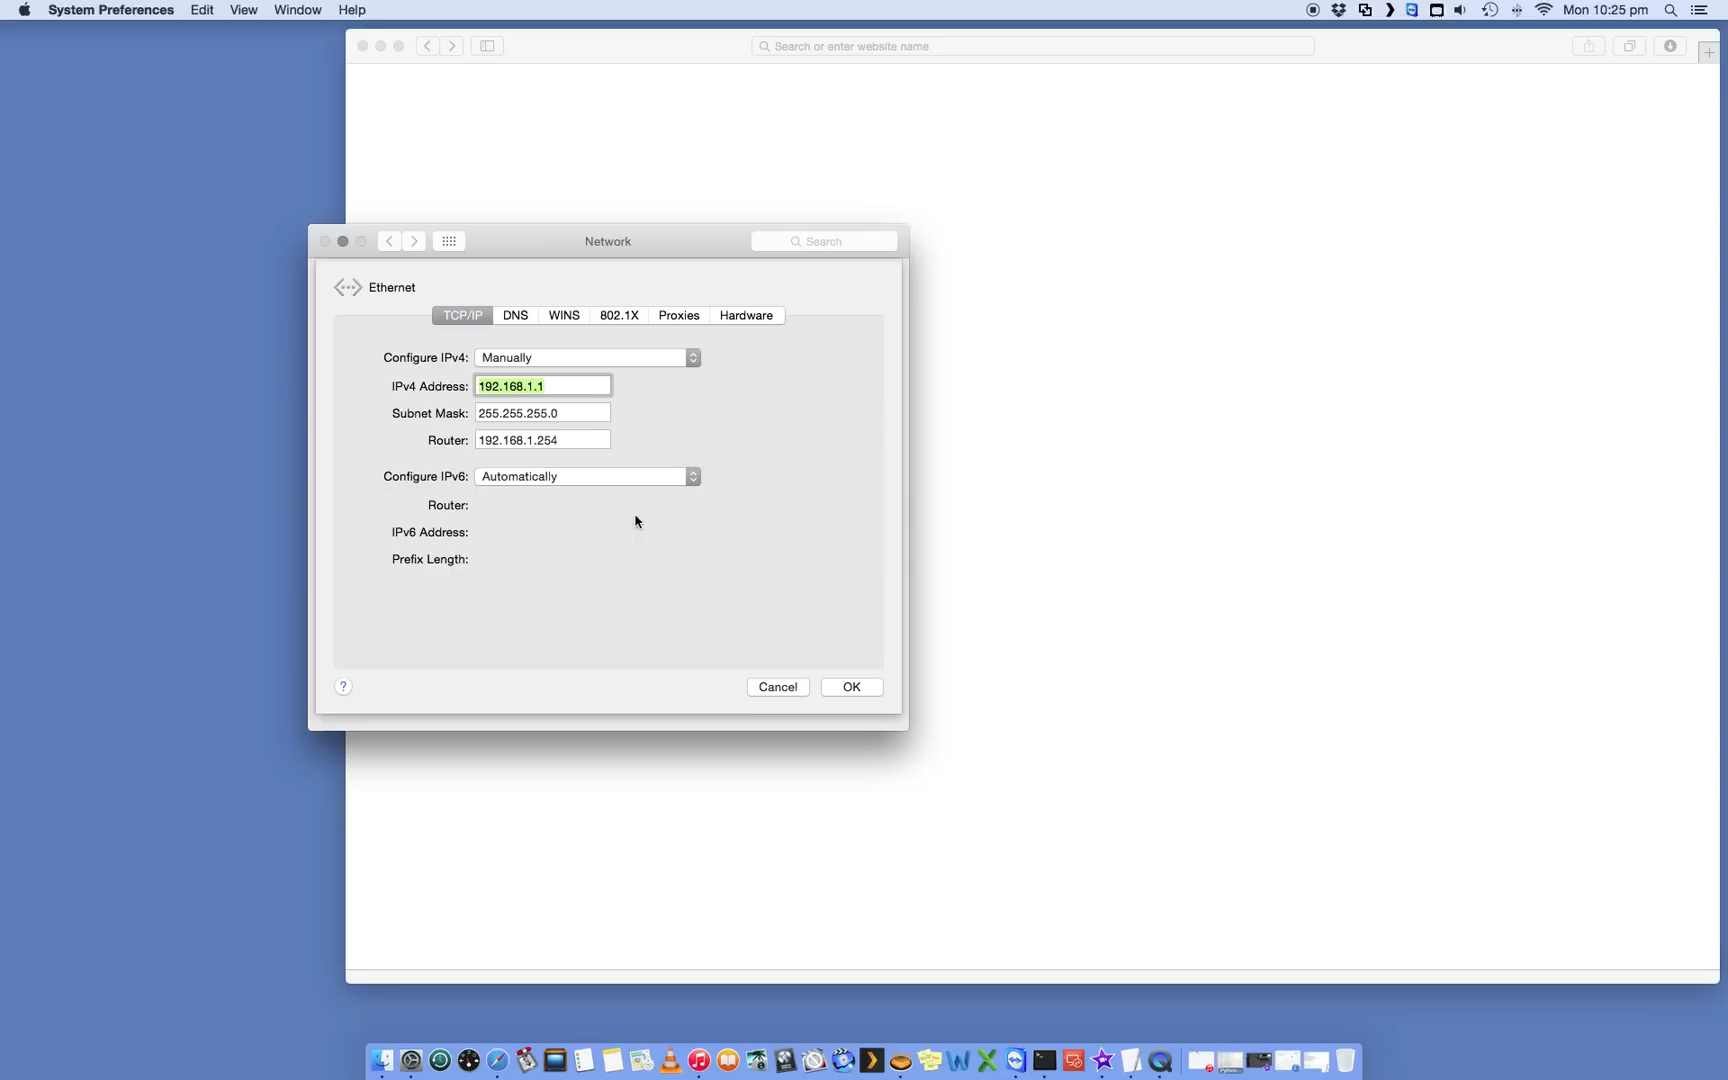 System Preferences Edit View Window Help Mon 10:25 pm
Search or enter website name
Network
Search
Ethernet
TCP/IP DNS WINS 802.1X Proxies Hardware
Configure IPv4: Manually
IPv4 Address: 192.168.1.1
Subnet Mask: 255.255.255.0
Router: 192.168.1.254
Configure IPv6: Automatically
Router:
IPv6 Address:
Prefix Length:
? Cancel OK